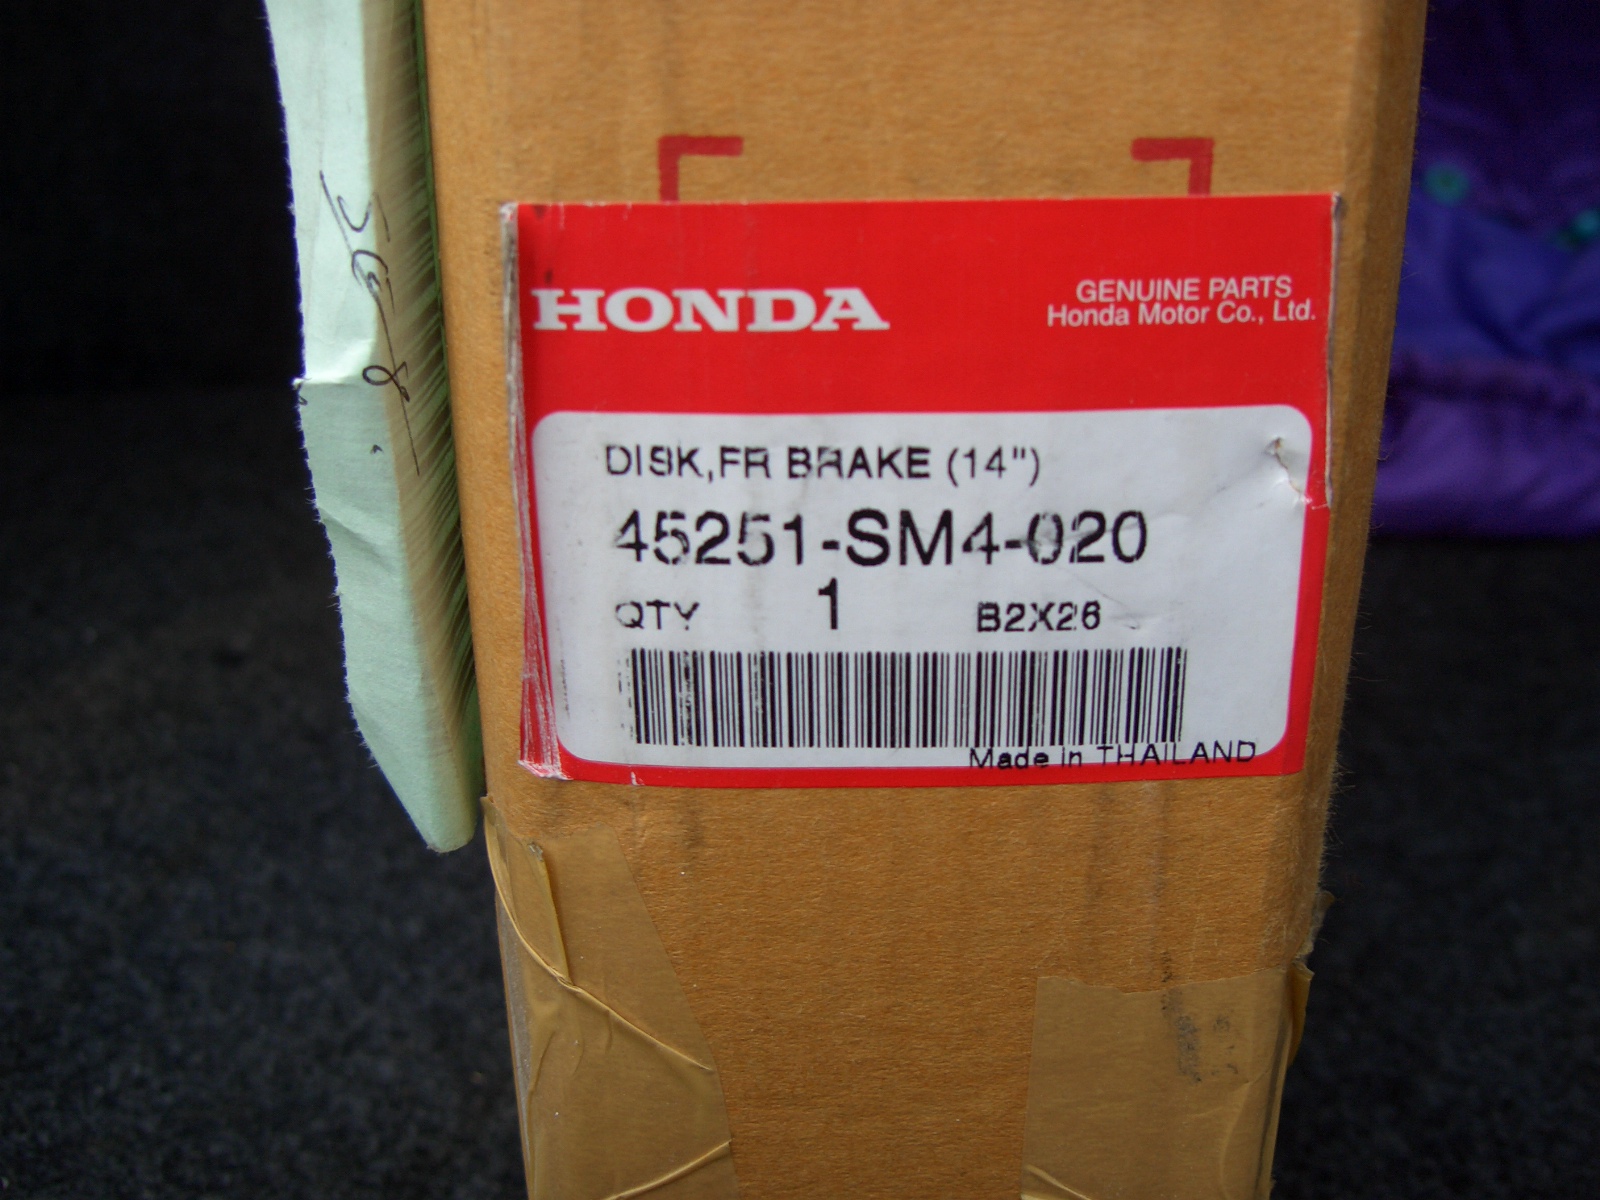 HONDA
GENUINE PARTS
Honda Motor Co., Ltd.
DISK,FR BRAKE (14")
45251-SM4-020
QTY 1 B2X26
Made in THAILAND